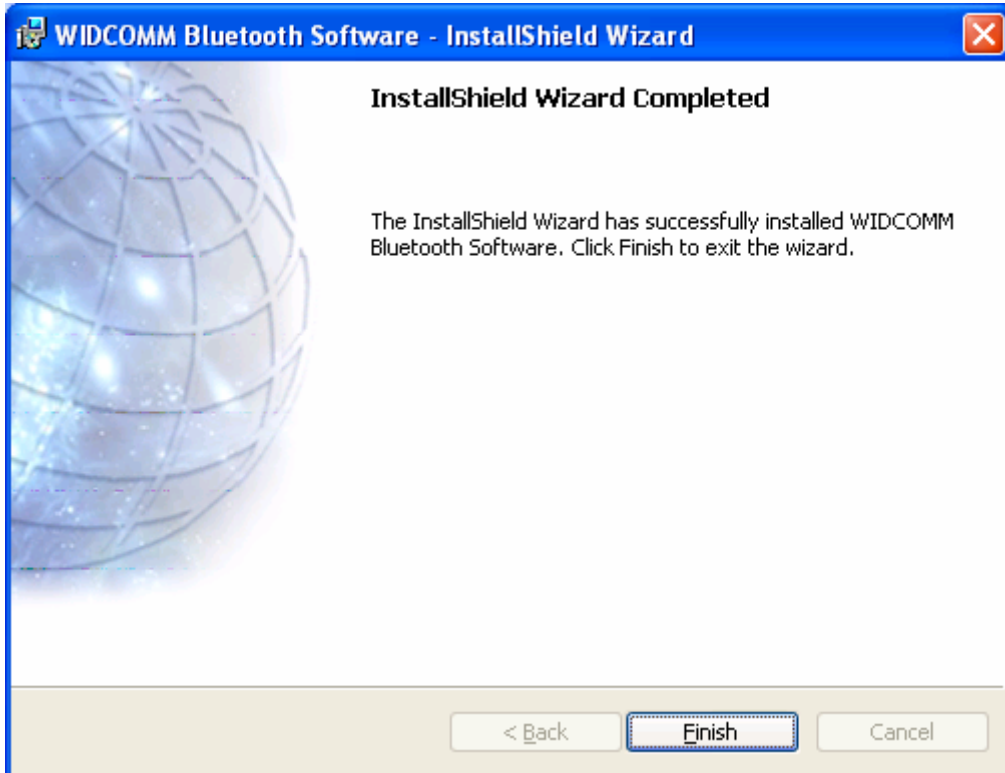 WIDCOMM Bluetooth Software - InstallShield Wizard
InstallShield Wizard Completed
The InstallShield Wizard has successfully installed WIDCOMM
Bluetooth Software. Click Finish to exit the wizard.
< Back
Finish
Cancel